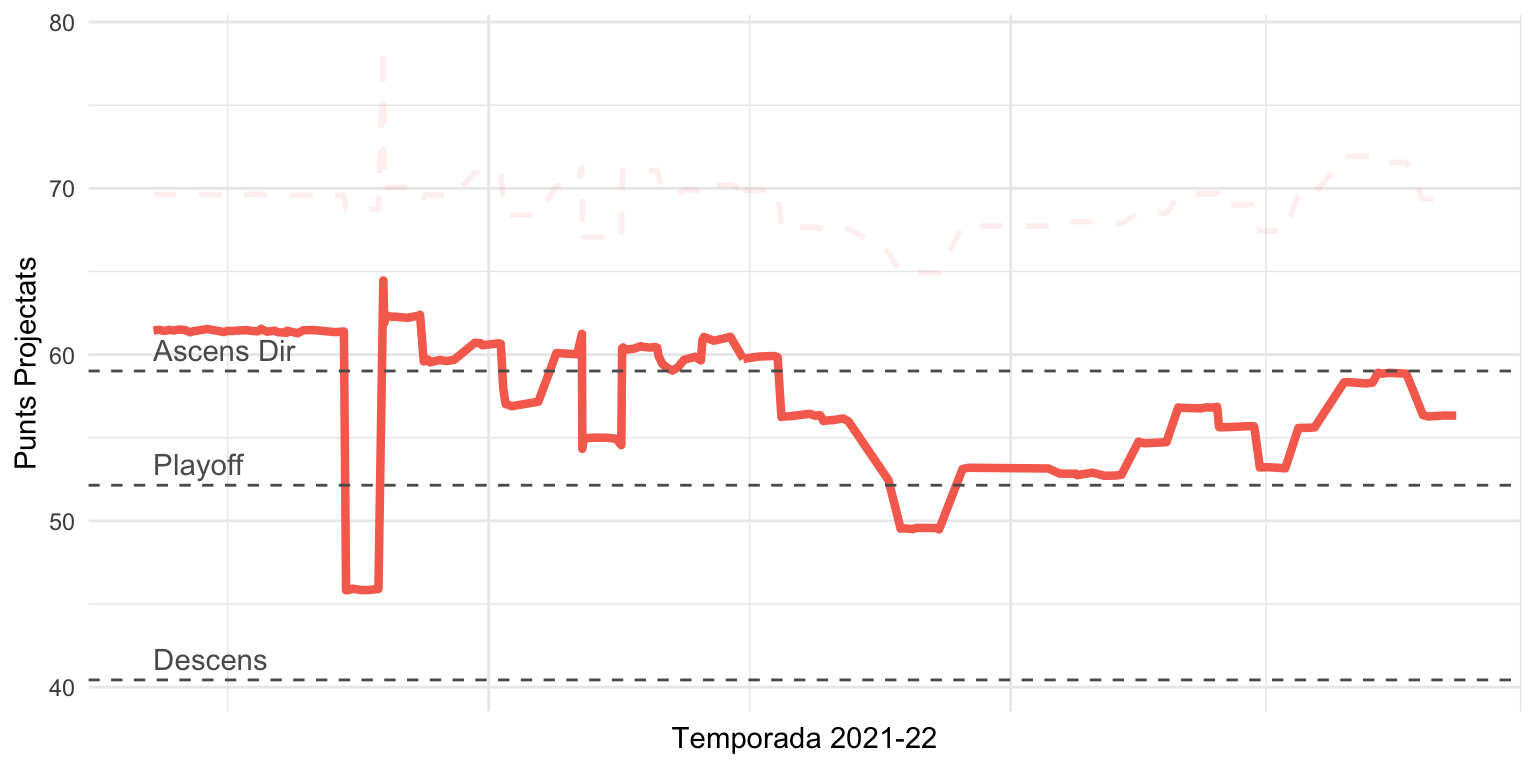 80
70
60
50
40
Punts Projectats
Ascens Dir
Playoff
Descens
Temporada 2021-22